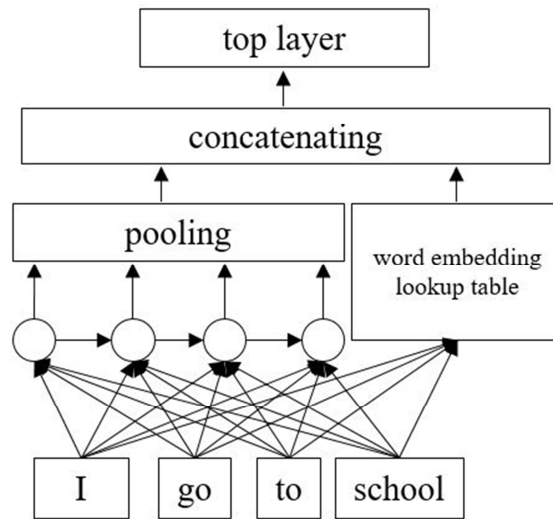 top layer
concatenating
pooling
word embedding
lookup table
I
go
to
school